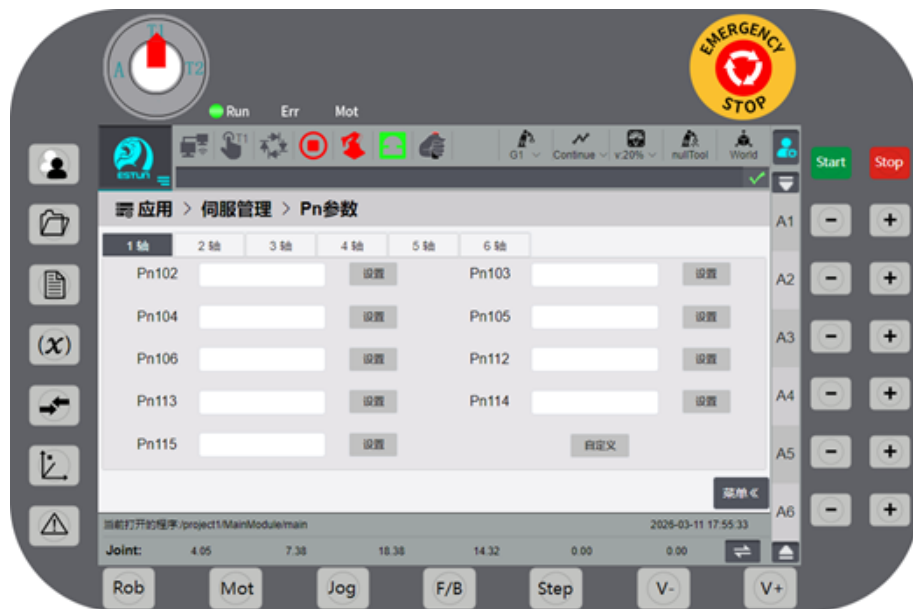 T1
A T2
EMERGENCY
STOP
Run Err Mot
T1
G1 Continue v:20% nullTool World
ESTUN
Start Stop
应用 > 伺服管理 > Pn参数
A1 - +
1 轴 2 轴 3 轴 4 轴 5 轴 6 轴
Pn102 设置 Pn103 设置
A2 - +
Pn104 设置 Pn105 设置
(x) A3 - +
Pn106 设置 Pn112 设置
Pn113 设置 Pn114 设置
A4 - +
Pn115 设置 自定义
A5 - +
菜单《
A6 - +
当前打开的程序:/project1/MainModule/main 2026-03-11 17:55:33
Joint: 4.05 7.38 18.38 14.32 0.00 0.00
Rob Mot Jog F/B Step V- V+